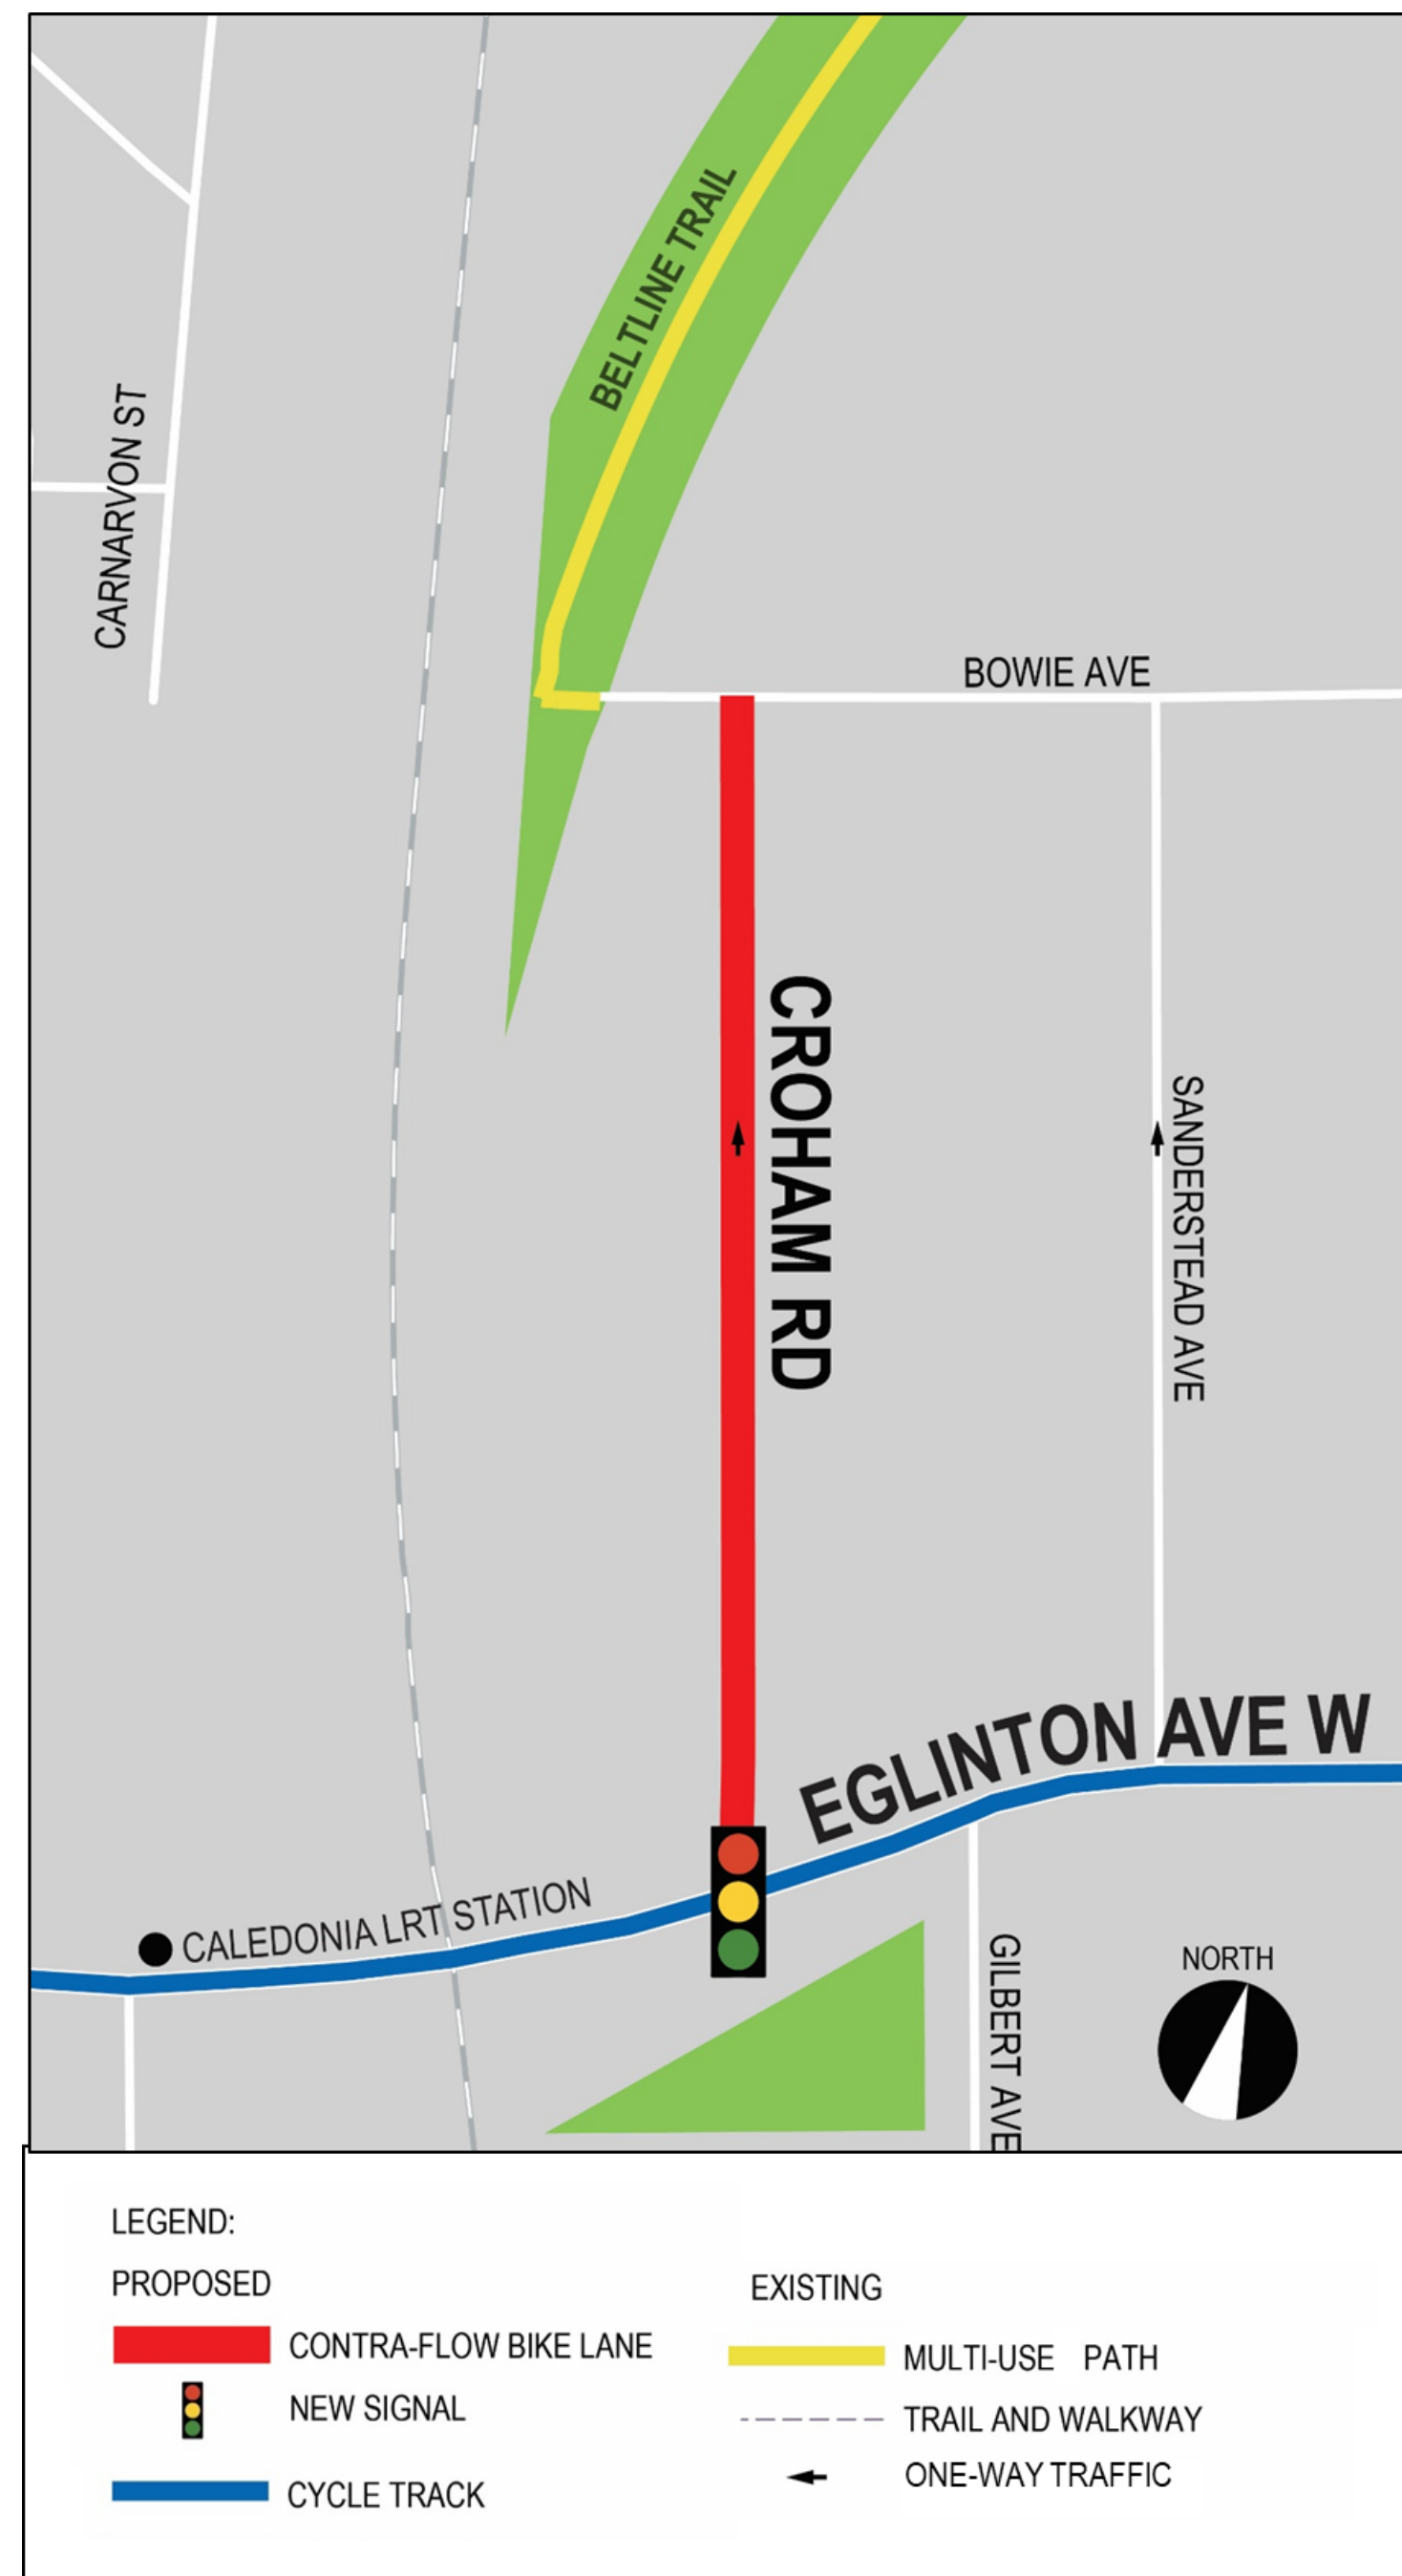 BELTLINE TRAIL
CARNARVON ST
BOWIE AVE
CROHAM RD
SANDERSTEAD AVE
EGLINTON AVE W
CALEDONIA LRT STATION
GILBERT AVE
NORTH
LEGEND:
PROPOSED
CONTRA-FLOW BIKE LANE
NEW SIGNAL
CYCLE TRACK
EXISTING
MULTI-USE PATH
TRAIL AND WALKWAY
ONE-WAY TRAFFIC